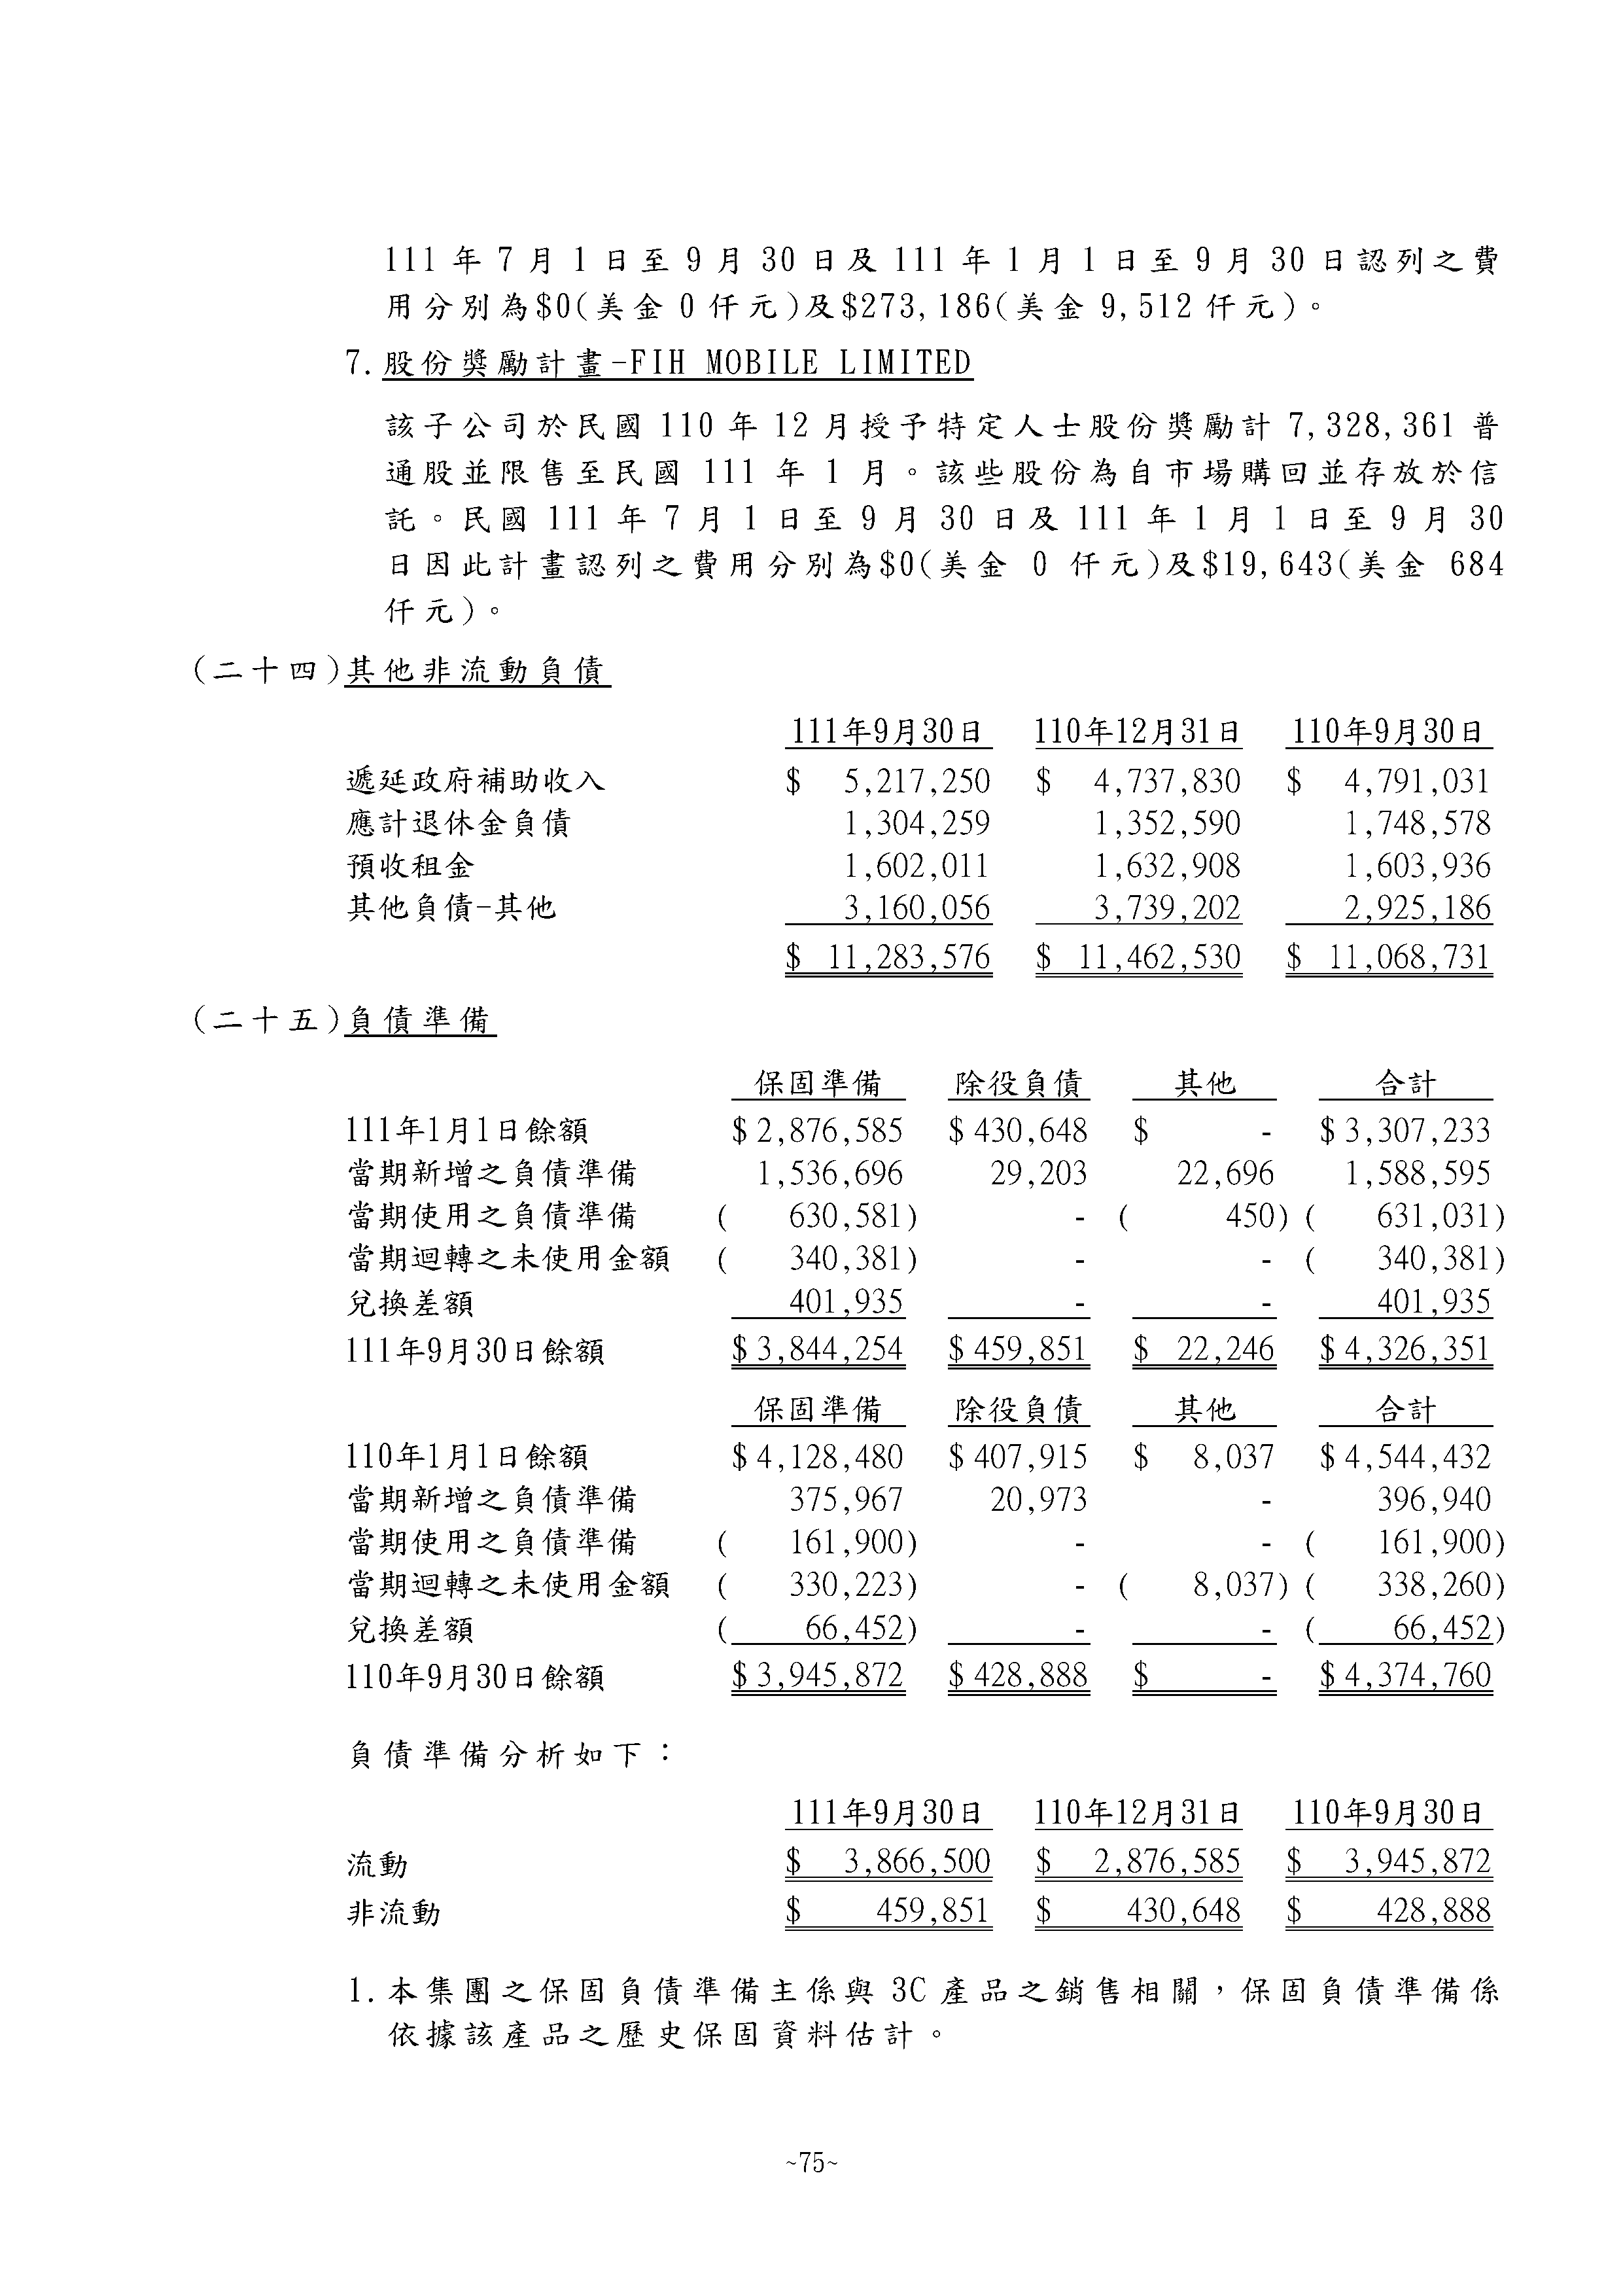 111 年 7 月 1 日至 9 月 30 日及 111 年 1 月 1 日至 9 月 30 日認列之費
用分別為$0(美金 0 仟元)及$273,186(美金 9,512 仟元)。
7.股份獎勵計畫-FIH MOBILE LIMITED
該子公司於民國 110 年 12 月授予特定人士股份獎勵計 7,328,361 普
通股並限售至民國 111 年 1 月。該些股份為自市場購回並存放於信
託。民國 111 年 7 月 1 日至 9 月 30 日及 111 年 1 月 1 日至 9 月 30
日因此計畫認列之費用分別為$0(美金 0 仟元)及$19,643(美金 684
仟元)。
(二十四)其他非流動負債
111年9月30日 110年12月31日 110年9月30日
遞延政府補助收入 $ 5,217,250 $ 4,737,830 $ 4,791,031
應計退休金負債 1,304,259 1,352,590 1,748,578
預收租金 1,602,011 1,632,908 1,603,936
其他負債-其他 3,160,056 3,739,202 2,925,186
$ 11,283,576 $ 11,462,530 $ 11,068,731
(二十五)負債準備
保固準備 除役負債 其他 合計
111年1月1日餘額 $ 2,876,585 $ 430,648 $ - $ 3,307,233
當期新增之負債準備 1,536,696 29,203 22,696 1,588,595
當期使用之負債準備 ( 630,581) - ( 450) ( 631,031)
當期迴轉之未使用金額 ( 340,381) - - ( 340,381)
兌換差額 401,935 - - 401,935
111年9月30日餘額 $ 3,844,254 $ 459,851 $ 22,246 $ 4,326,351
保固準備 除役負債 其他 合計
110年1月1日餘額 $ 4,128,480 $ 407,915 $ 8,037 $ 4,544,432
當期新增之負債準備 375,967 20,973 - 396,940
當期使用之負債準備 ( 161,900) - - ( 161,900)
當期迴轉之未使用金額 ( 330,223) - ( 8,037) ( 338,260)
兌換差額 ( 66,452) - - ( 66,452)
110年9月30日餘額 $ 3,945,872 $ 428,888 $ - $ 4,374,760
負債準備分析如下：
111年9月30日 110年12月31日 110年9月30日
流動 $ 3,866,500 $ 2,876,585 $ 3,945,872
非流動 $ 459,851 $ 430,648 $ 428,888
1.本集團之保固負債準備主係與 3C 產品之銷售相關，保固負債準備係
依據該產品之歷史保固資料估計。
~75~